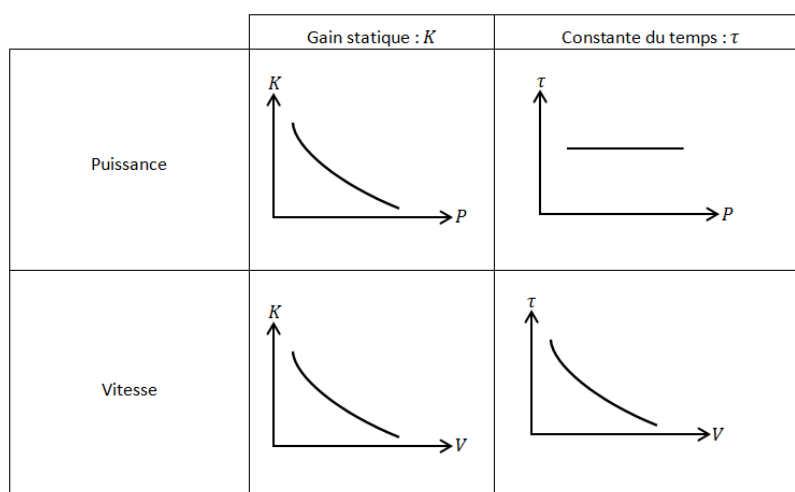 Gain statique : K
Constante du temps : τ
Puissance
K
P
τ
P
Vitesse
K
V
τ
V